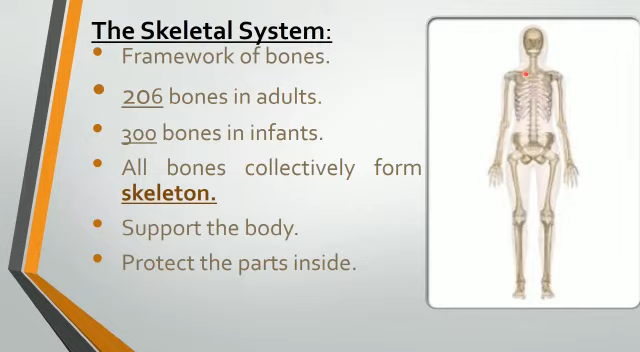 The Skeletal System:
• Framework of bones.
• 206 bones in adults.
• 300 bones in infants.
• All bones collectively form
skeleton.
• Support the body.
• Protect the parts inside.